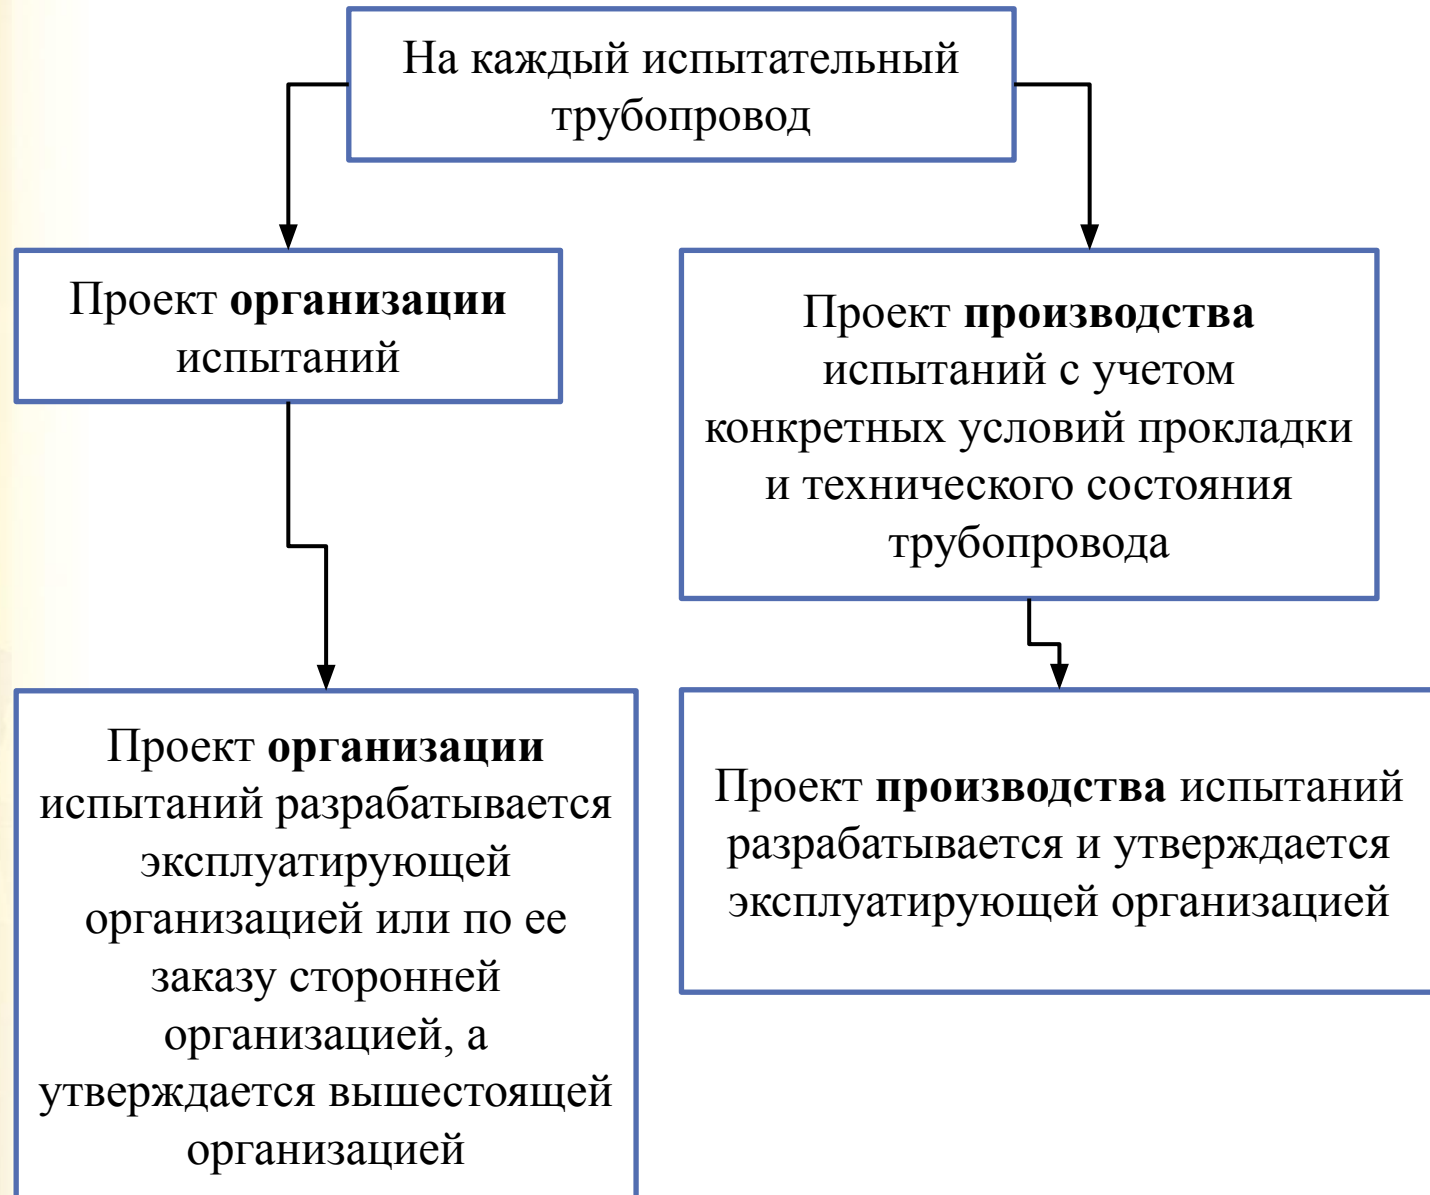 На каждый испытательный
трубопровод
Проект организации
испытаний
Проект производства
испытаний с учетом
конкретных условий прокладки
и технического состояния
трубопровода
Проект организации
испытаний разрабатывается
эксплуатирующей
организацией или по ее
заказу сторонней
организацией, а
утверждается вышестоящей
организацией
Проект производства испытаний
разрабатывается и утверждается
эксплуатирующей организацией